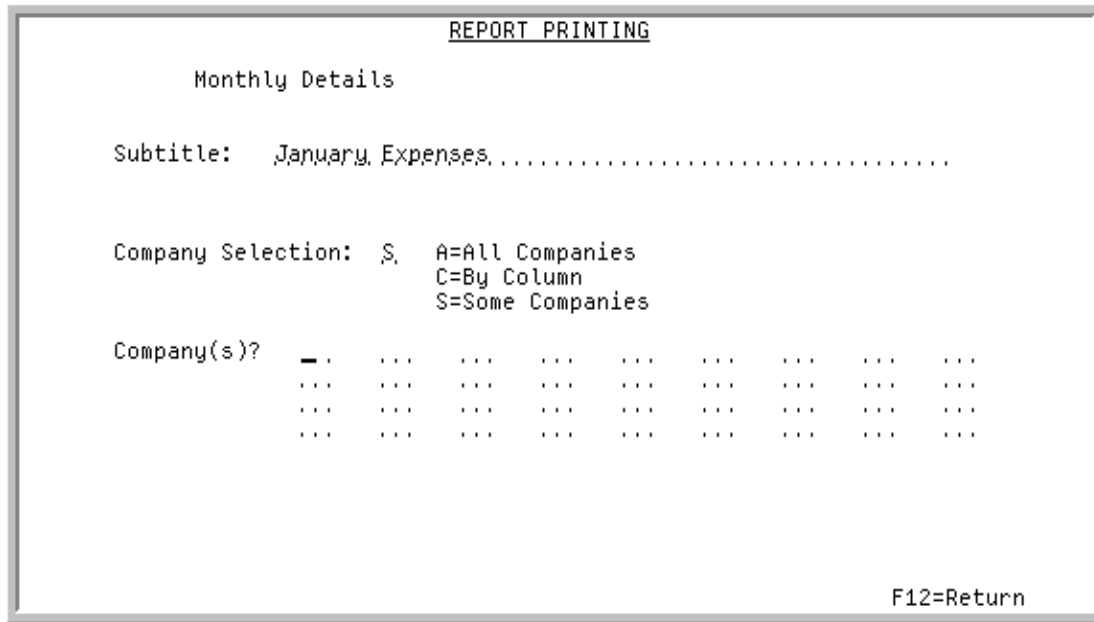 REPORT PRINTING
Monthly Details
Subtitle: January Expenses
Company Selection: S A=All Companies
C=By Column
S=Some Companies
Company(s)?
F12=Return